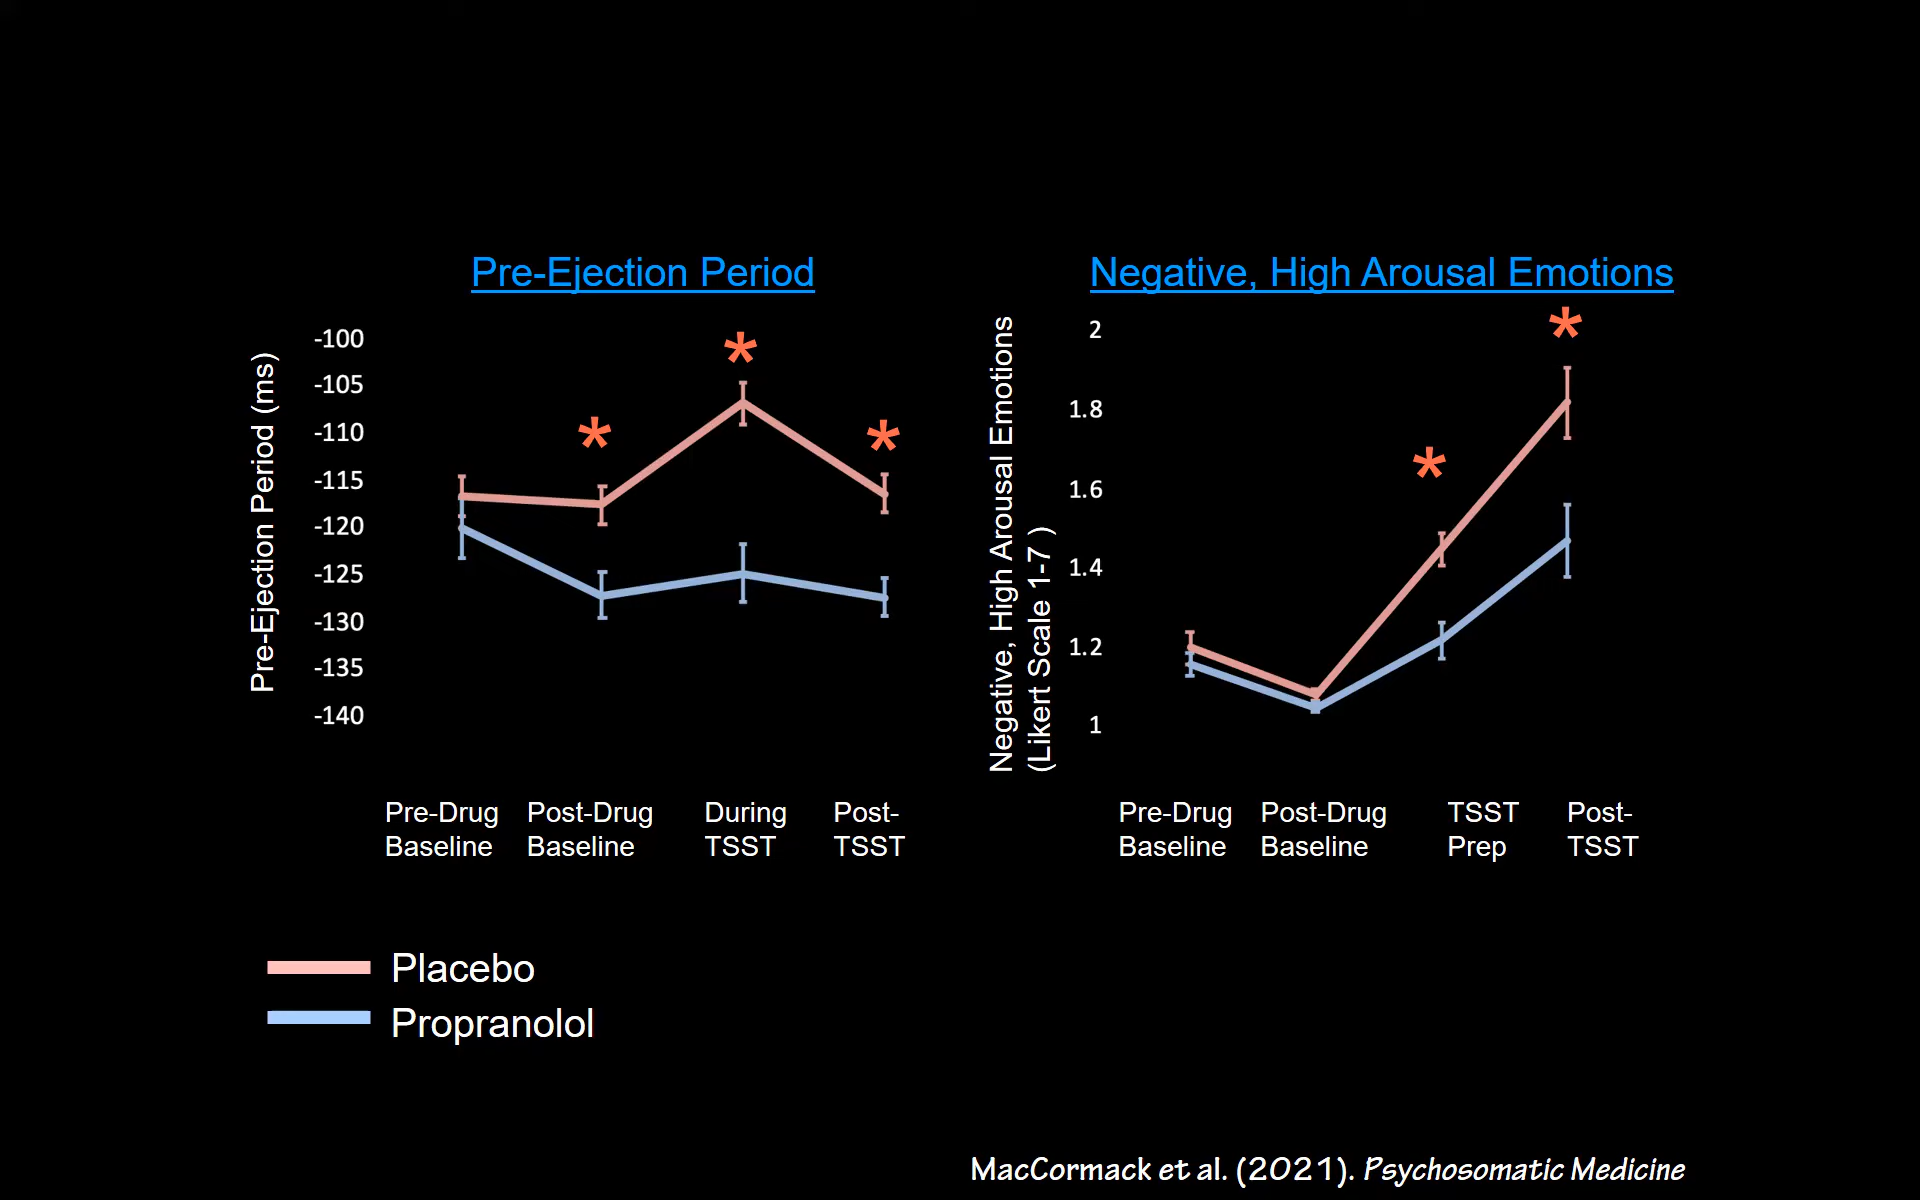 Pre-Ejection Period
Pre-Ejection Period (ms)
-100
-105
-110
-115
-120
-125
-130
-135
-140
*
*
*
Pre-Drug
Baseline
Post-Drug
Baseline
During
TSST
Post-
TSST
Negative, High Arousal Emotions
Negative, High Arousal Emotions
(Likert Scale 1-7 )
2
1.8
1.6
1.4
1.2
1
*
*
Pre-Drug
Baseline
Post-Drug
Baseline
TSST
Prep
Post-
TSST
Placebo
Propranolol
MacCormack et al. (2021). Psychosomatic Medicine